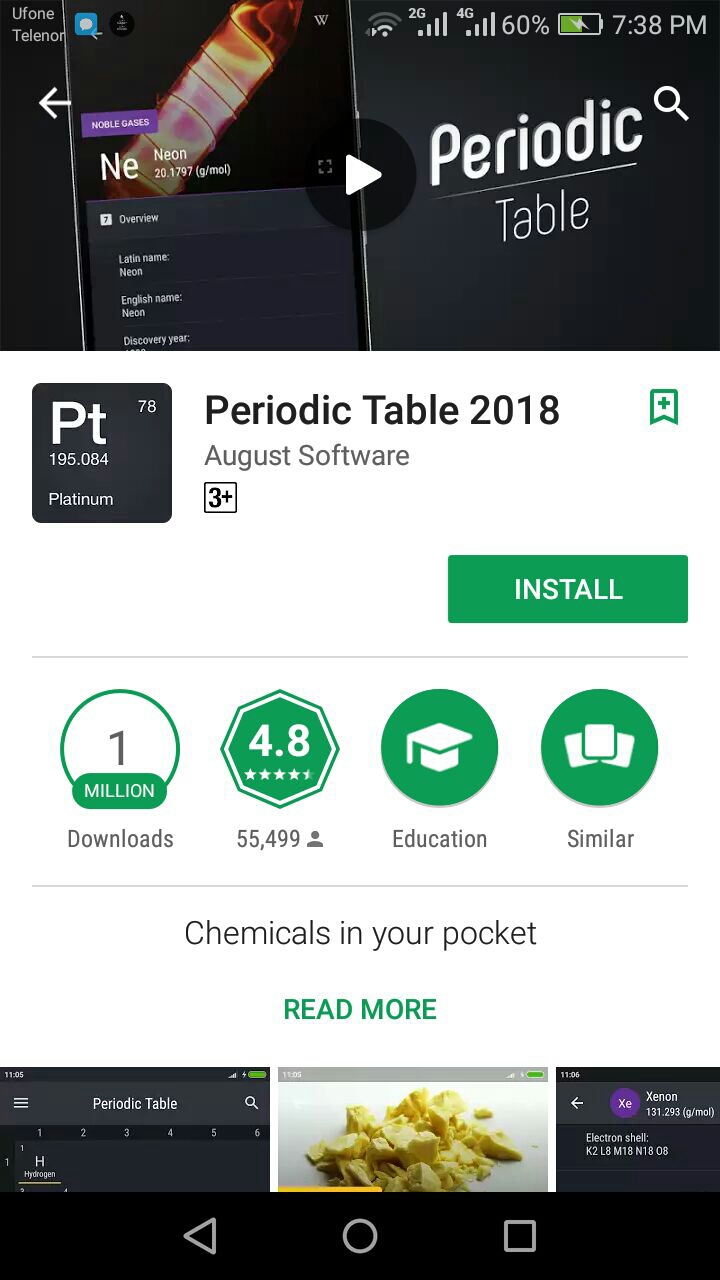 Ufone
Telenor
W
2G
4G
60%
7:38 PM
NOBLE GASES
Ne
Neon
20.1797 (g/mol)
7 Overview
Latin name:
Neon
English name:
Neon
Discovery year:
Periodic
Table
Pt
78
195.084
Platinum
Periodic Table 2018
August Software
3+
INSTALL
1
MILLION
Downloads
4.8
55,499
Education
Similar
Chemicals in your pocket
READ MORE
11:05
Periodic Table
1 2 3 4 5 6
1
1
H
Hydrogen
11:05
11:06
Xe
Xenon
131.293 (g/mol)
Electron shell:
K2 L8 M18 N18 O8